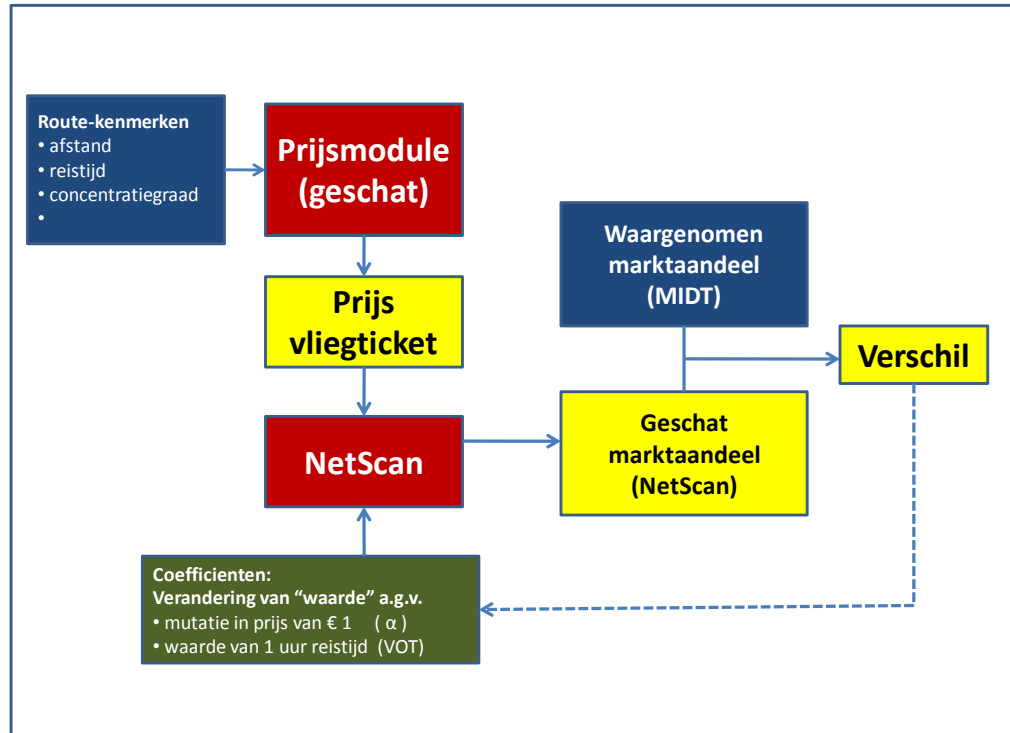 Route-kenmerken
• afstand
• reistijd
• concentratiegraad
•
Prijsmodule
(geschat)
Prijs
vliegticket
NetScan
Waargenomen
marktaandeel
(MIDT)
Geschat
marktaandeel
(NetScan)
Verschil
Coefficienten:
Verandering van “waarde” a.g.v.
• mutatie in prijs van € 1 ( α )
• waarde van 1 uur reistijd (VOT)